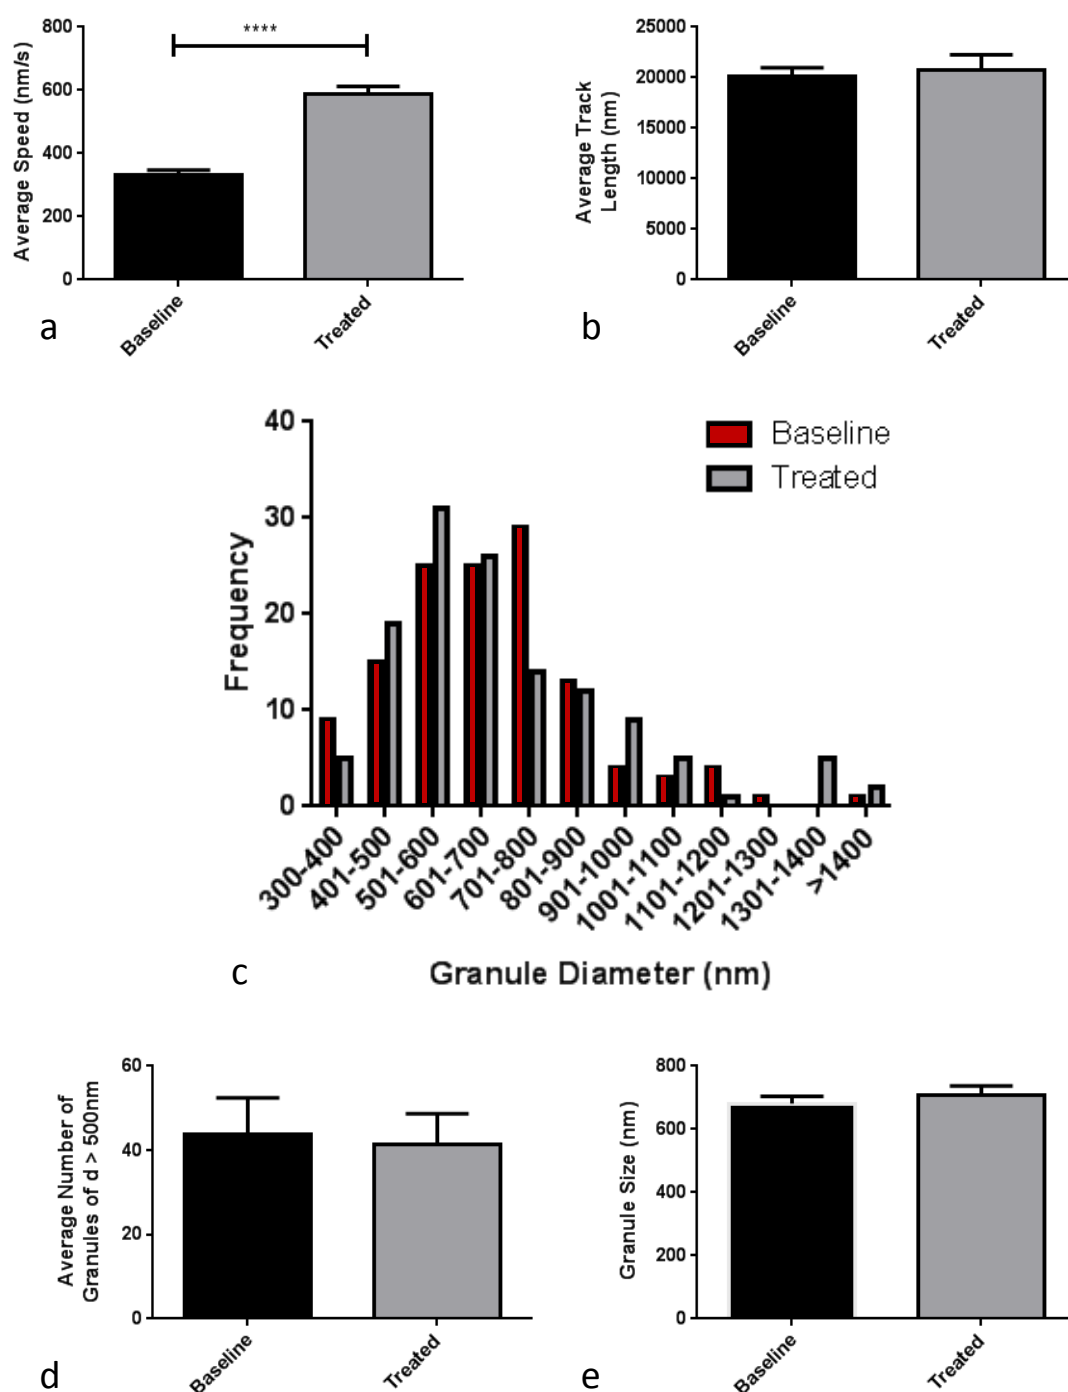 800
600
400
200
0
Average Speed (nm/s)
****
Baseline
Treated
a
25000
20000
15000
10000
5000
0
Average Track
Length (nm)
Baseline
Treated
b
40
30
20
10
0
Frequency
Baseline
Treated
300-400
401-500
501-600
601-700
701-800
801-900
901-1000
1001-1100
1101-1200
1201-1300
1301-1400
>1400
c
Granule Diameter (nm)
60
40
20
0
Average Number of
Granules of d > 500nm
Baseline
Treated
d
800
600
400
200
0
Granule Size (nm)
Baseline
Treated
e